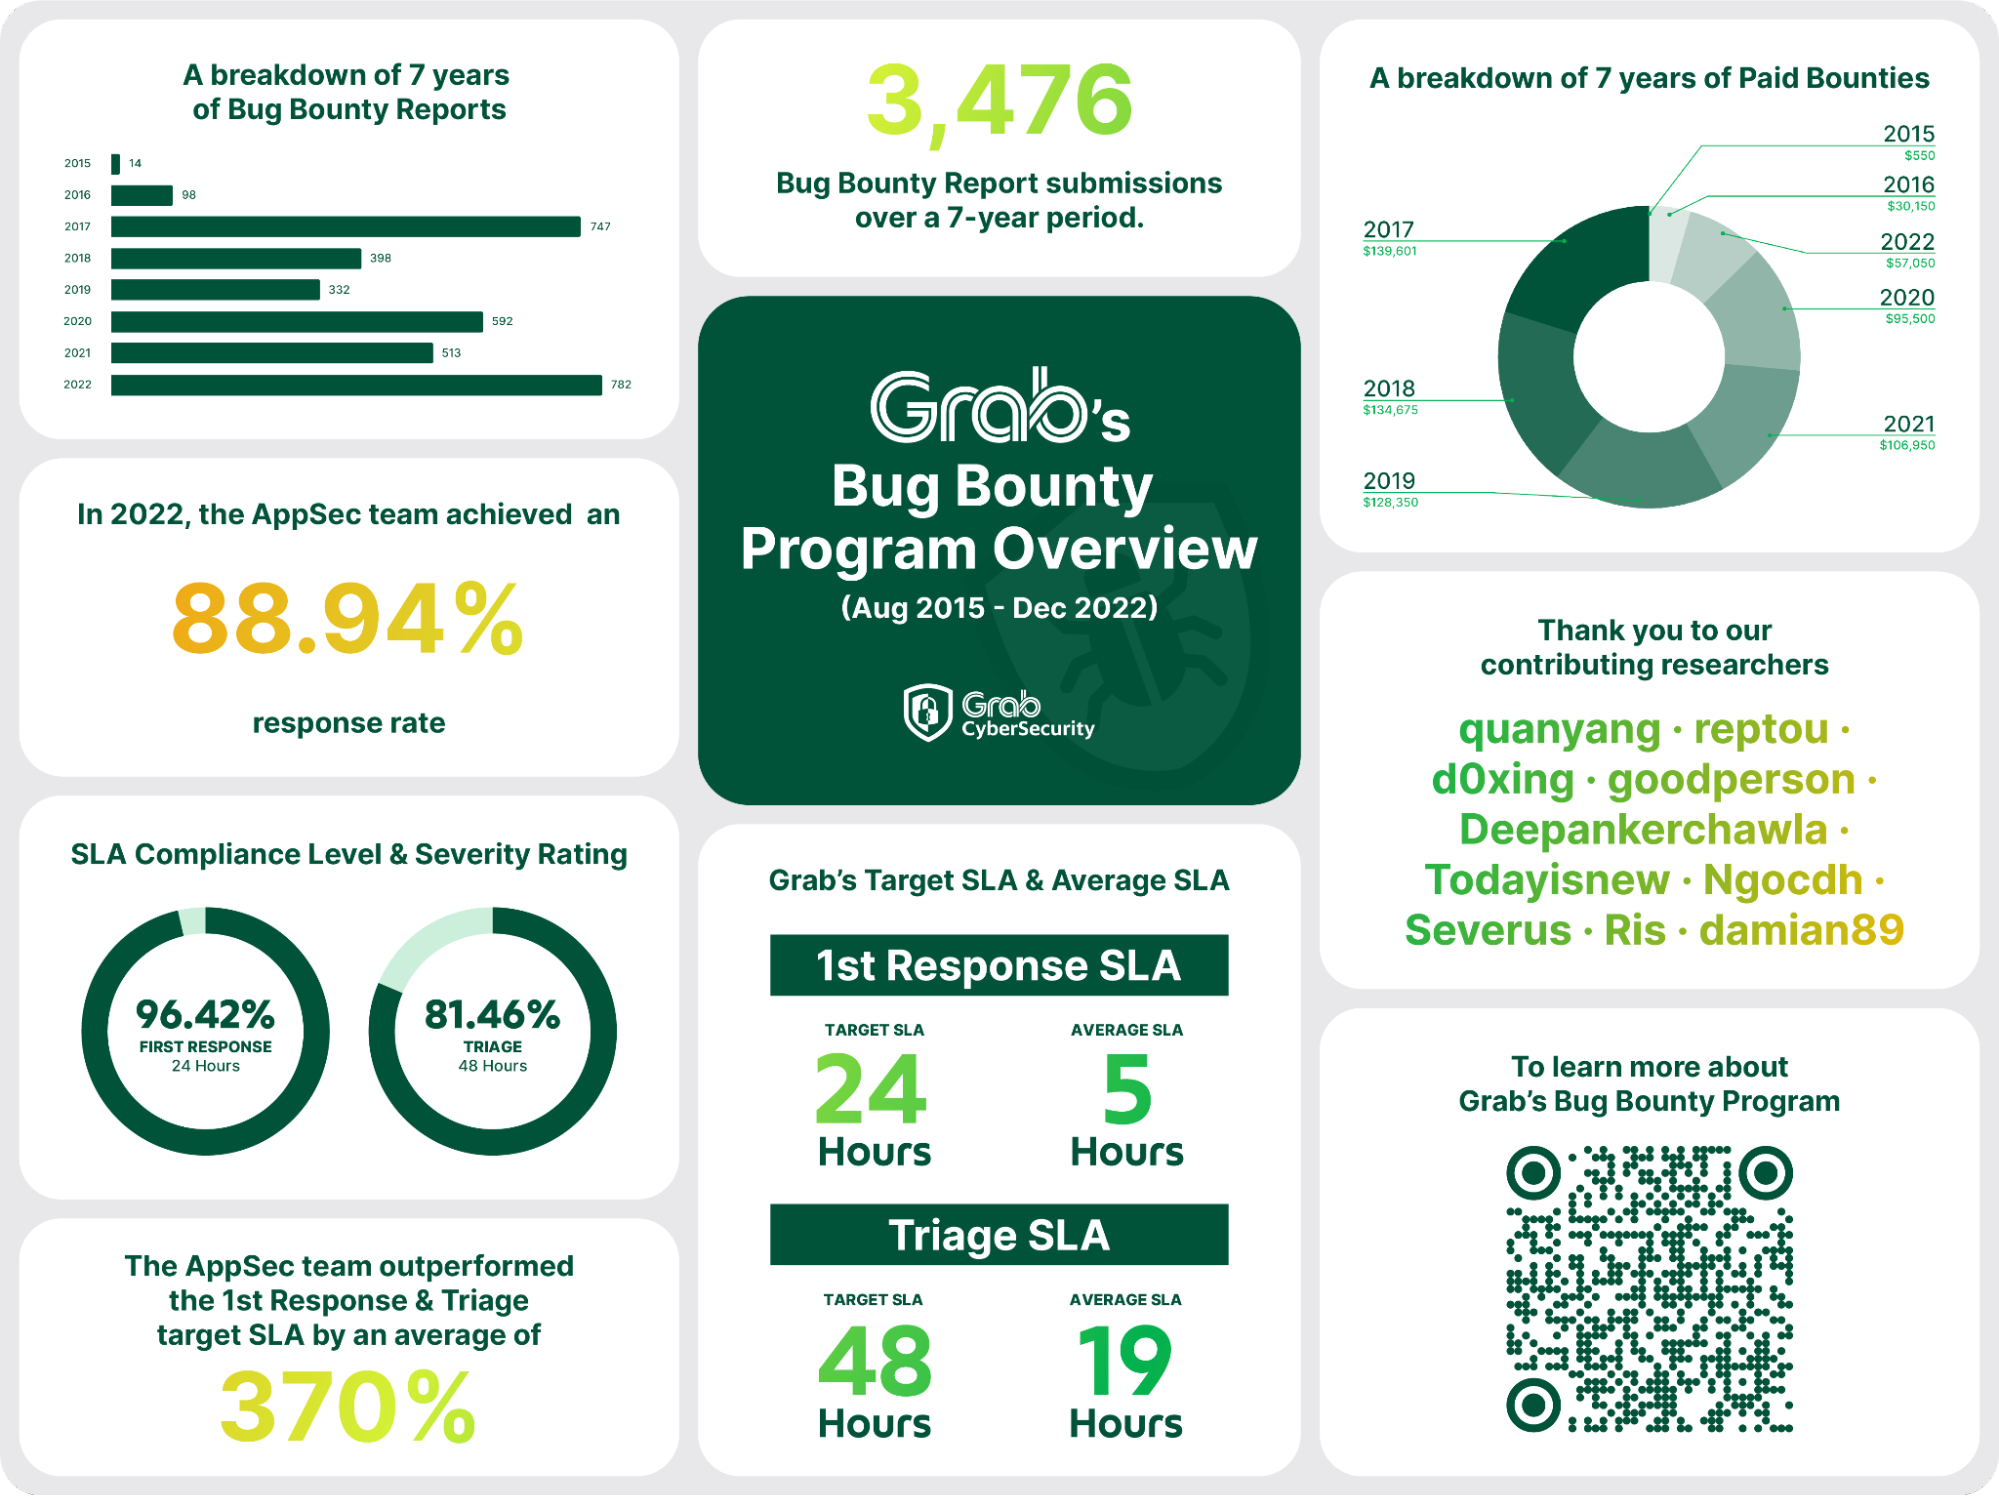 A breakdown of 7 years
of Bug Bounty Reports
2015 14
2016 98
2017 747
2018 398
2019 332
2020 592
2021 513
2022 782
In 2022, the AppSec team achieved an
88.94%
response rate
SLA Compliance Level & Severity Rating
96.42%
FIRST RESPONSE
24 Hours
81.46%
TRIAGE
48 Hours
The AppSec team outperformed
the 1st Response & Triage
target SLA by an average of
370%
3,476
Bug Bounty Report submissions
over a 7-year period.
Grab's
Bug Bounty
Program Overview
(Aug 2015 - Dec 2022)
Grab
CyberSecurity
Grab’s Target SLA & Average SLA
1st Response SLA
TARGET SLA
24
Hours
AVERAGE SLA
5
Hours
Triage SLA
TARGET SLA
48
Hours
AVERAGE SLA
19
Hours
A breakdown of 7 years of Paid Bounties
2015
$550
2016
$30,150
2022
$57,050
2020
$95,500
2021
$106,950
2017
$139,601
2018
$134,675
2019
$128,350
Thank you to our
contributing researchers
quanyang · reptou ·
d0xing · goodperson ·
Deepankerchawla ·
Todayisnew · Ngocdh ·
Severus · Ris · damian89
To learn more about
Grab’s Bug Bounty Program